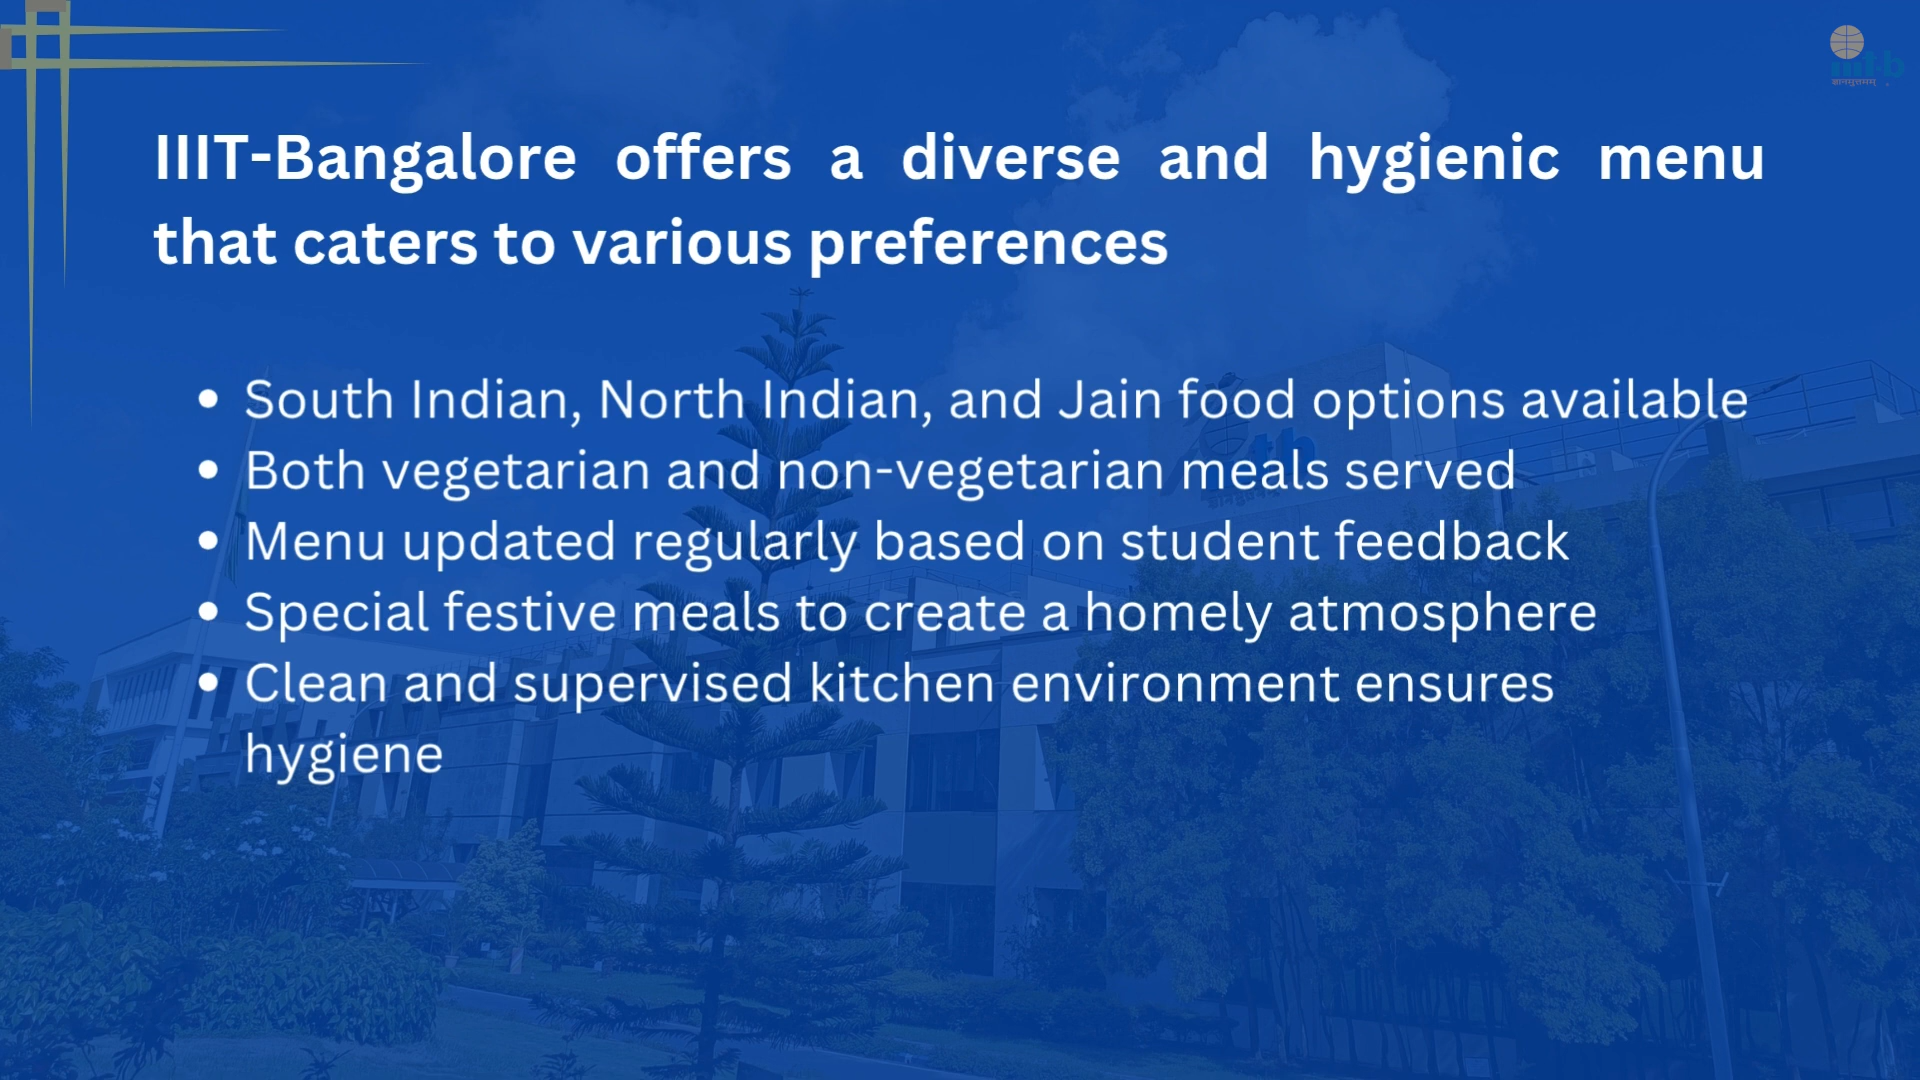 IIIT-Bangalore offers a diverse and hygienic menu
that caters to various preferences
South Indian, North Indian, and Jain food options available
Both vegetarian and non-vegetarian meals served
Menu updated regularly based on student feedback
Special festive meals to create a homely atmosphere
Clean and supervised kitchen environment ensures
hygiene